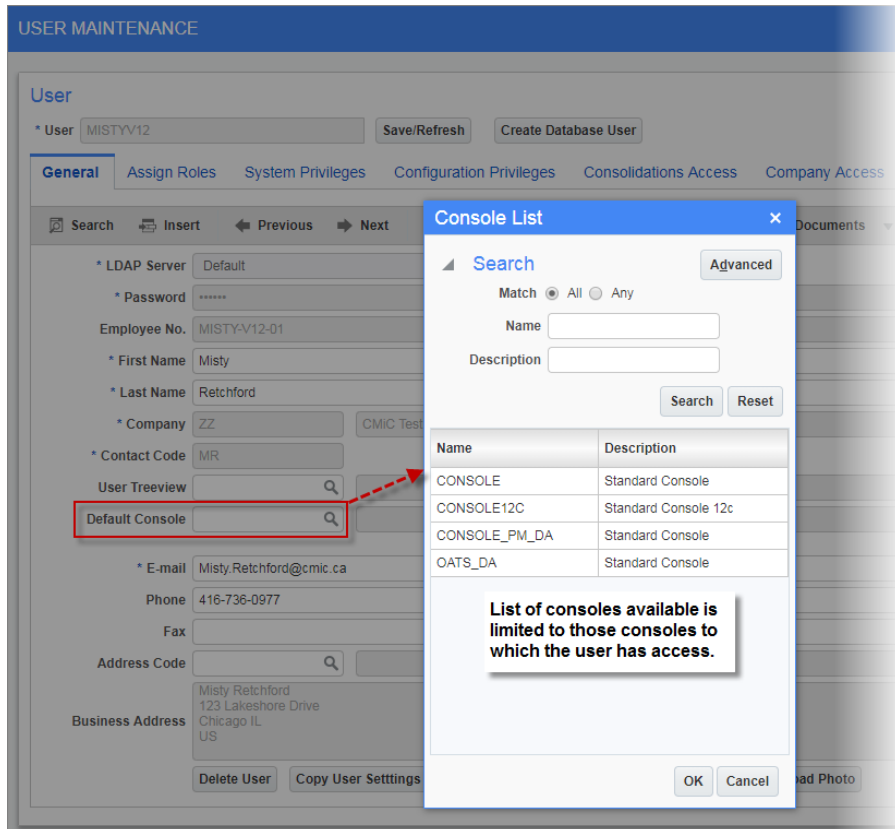 USER MAINTENANCE
User
* User MISTYV12 Save/Refresh Create Database User
General Assign Roles System Privileges Configuration Privileges Consolidations Access Company Access
Search Insert Previous Next Documents
* LDAP Server Default
* Password ••••••
Employee No. MISTY-V12-01
* First Name Misty
* Last Name Retchford
* Company ZZ CMiC Test
* Contact Code MR
User Treeview
Default Console
* E-mail Misty.Retchford@cmic.ca
Phone 416-736-0977
Fax
Address Code
Business Address
Misty Retchford
123 Lakeshore Drive
Chicago IL
US
Delete User Copy User Setttings Photo
Console List ×
Search Advanced
Match All Any
Name
Description
Search Reset
Name Description
CONSOLE Standard Console
CONSOLE12C Standard Console 12c
CONSOLE_PM_DA Standard Console
OATS_DA Standard Console
List of consoles available is
limited to those consoles to
which the user has access.
OK Cancel